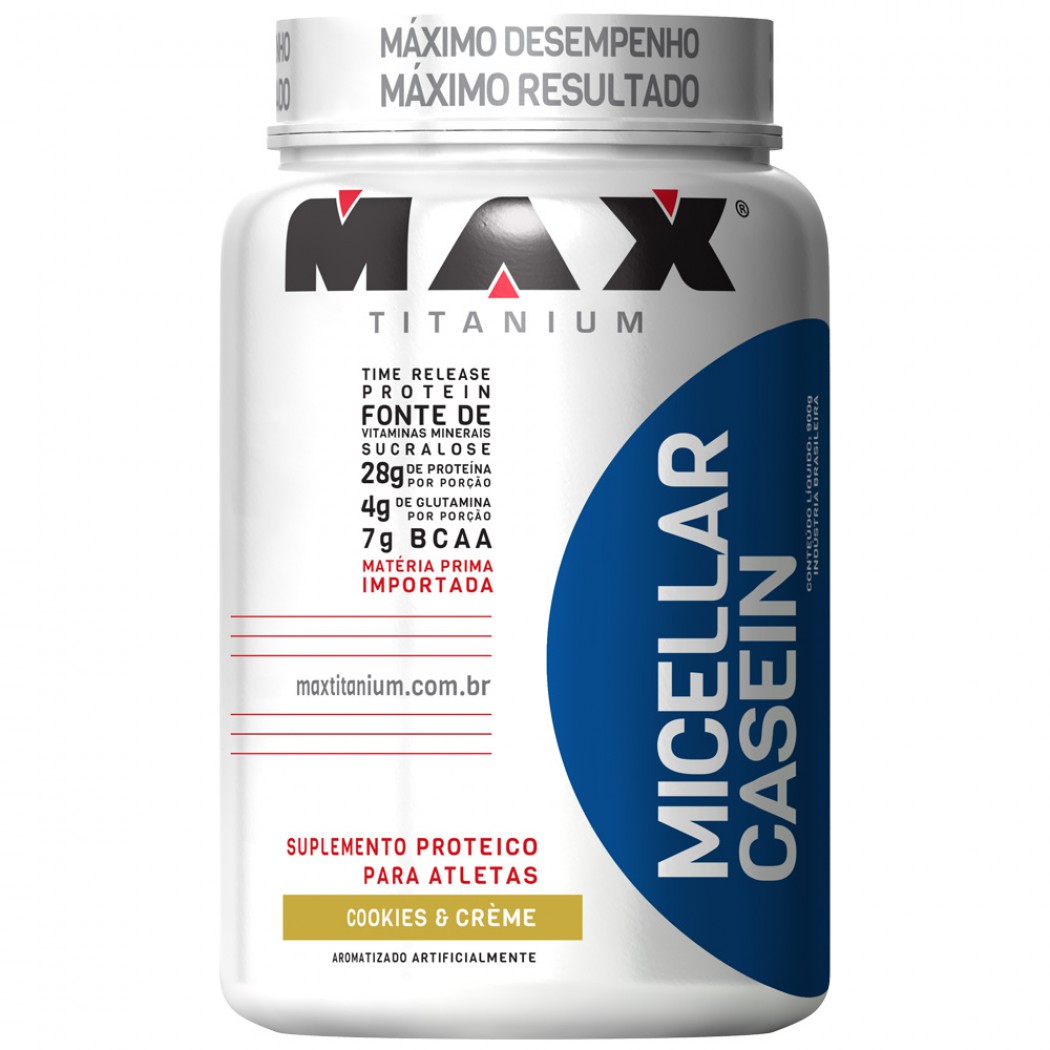 MÁXIMO DESEMPENHO
MÁXIMO RESULTADO
NHO
ADO
MAX®
TITANIUM
TIME RELEASE
PROTEIN
FONTE DE
VITAMINAS MINERAIS
SUCRALOSE
28g DE PROTEÍNA
POR PORÇÃO
4g DE GLUTAMINA
POR PORÇÃO
7g BCAA
MATÉRIA PRIMA
IMPORTADA
maxtitanium.com.br
SUPLEMENTO PROTEICO
PARA ATLETAS
COOKIES & CRÈME
AROMATIZADO ARTIFICIALMENTE
MICELLAR
CASEIN
CONTEÚDO LÍQUIDO: 900g
INDÚSTRIA BRASILEIRA